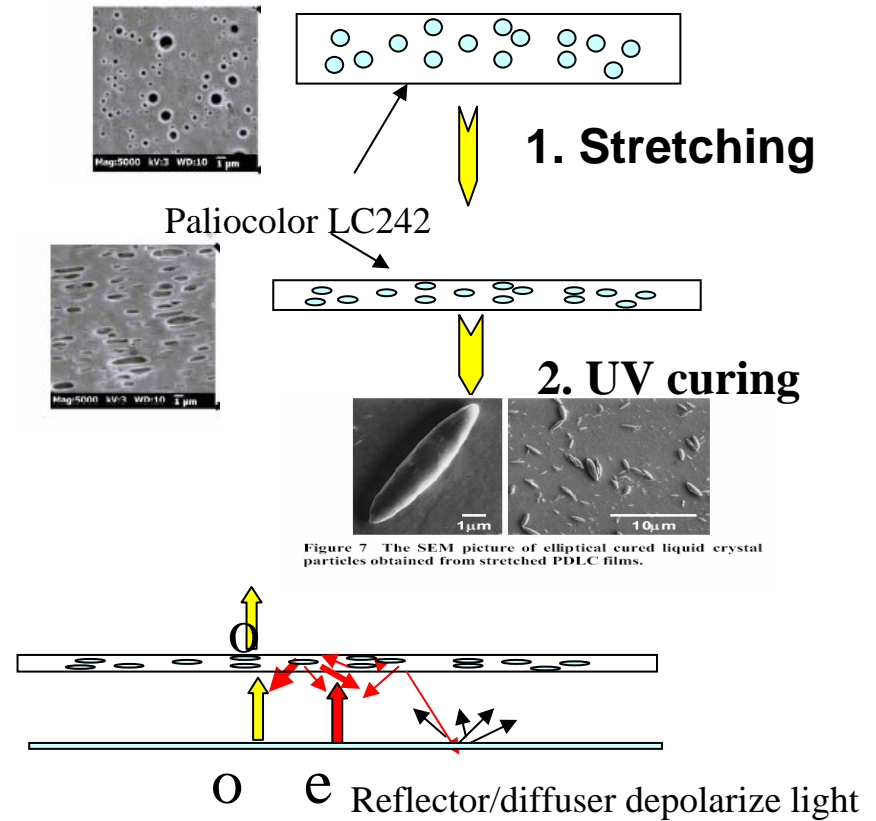 Mag:5000 kV:3 WD:10 1 µm
1. Stretching
Paliocolor LC242
Mag:5000 kV:3 WD:10 1 µm
2. UV curing
1µm
10µm
Figure 7 The SEM picture of elliptical cured liquid crystal
particles obtained from stretched PDLC films.
o
o e
Reflector/diffuser depolarize light